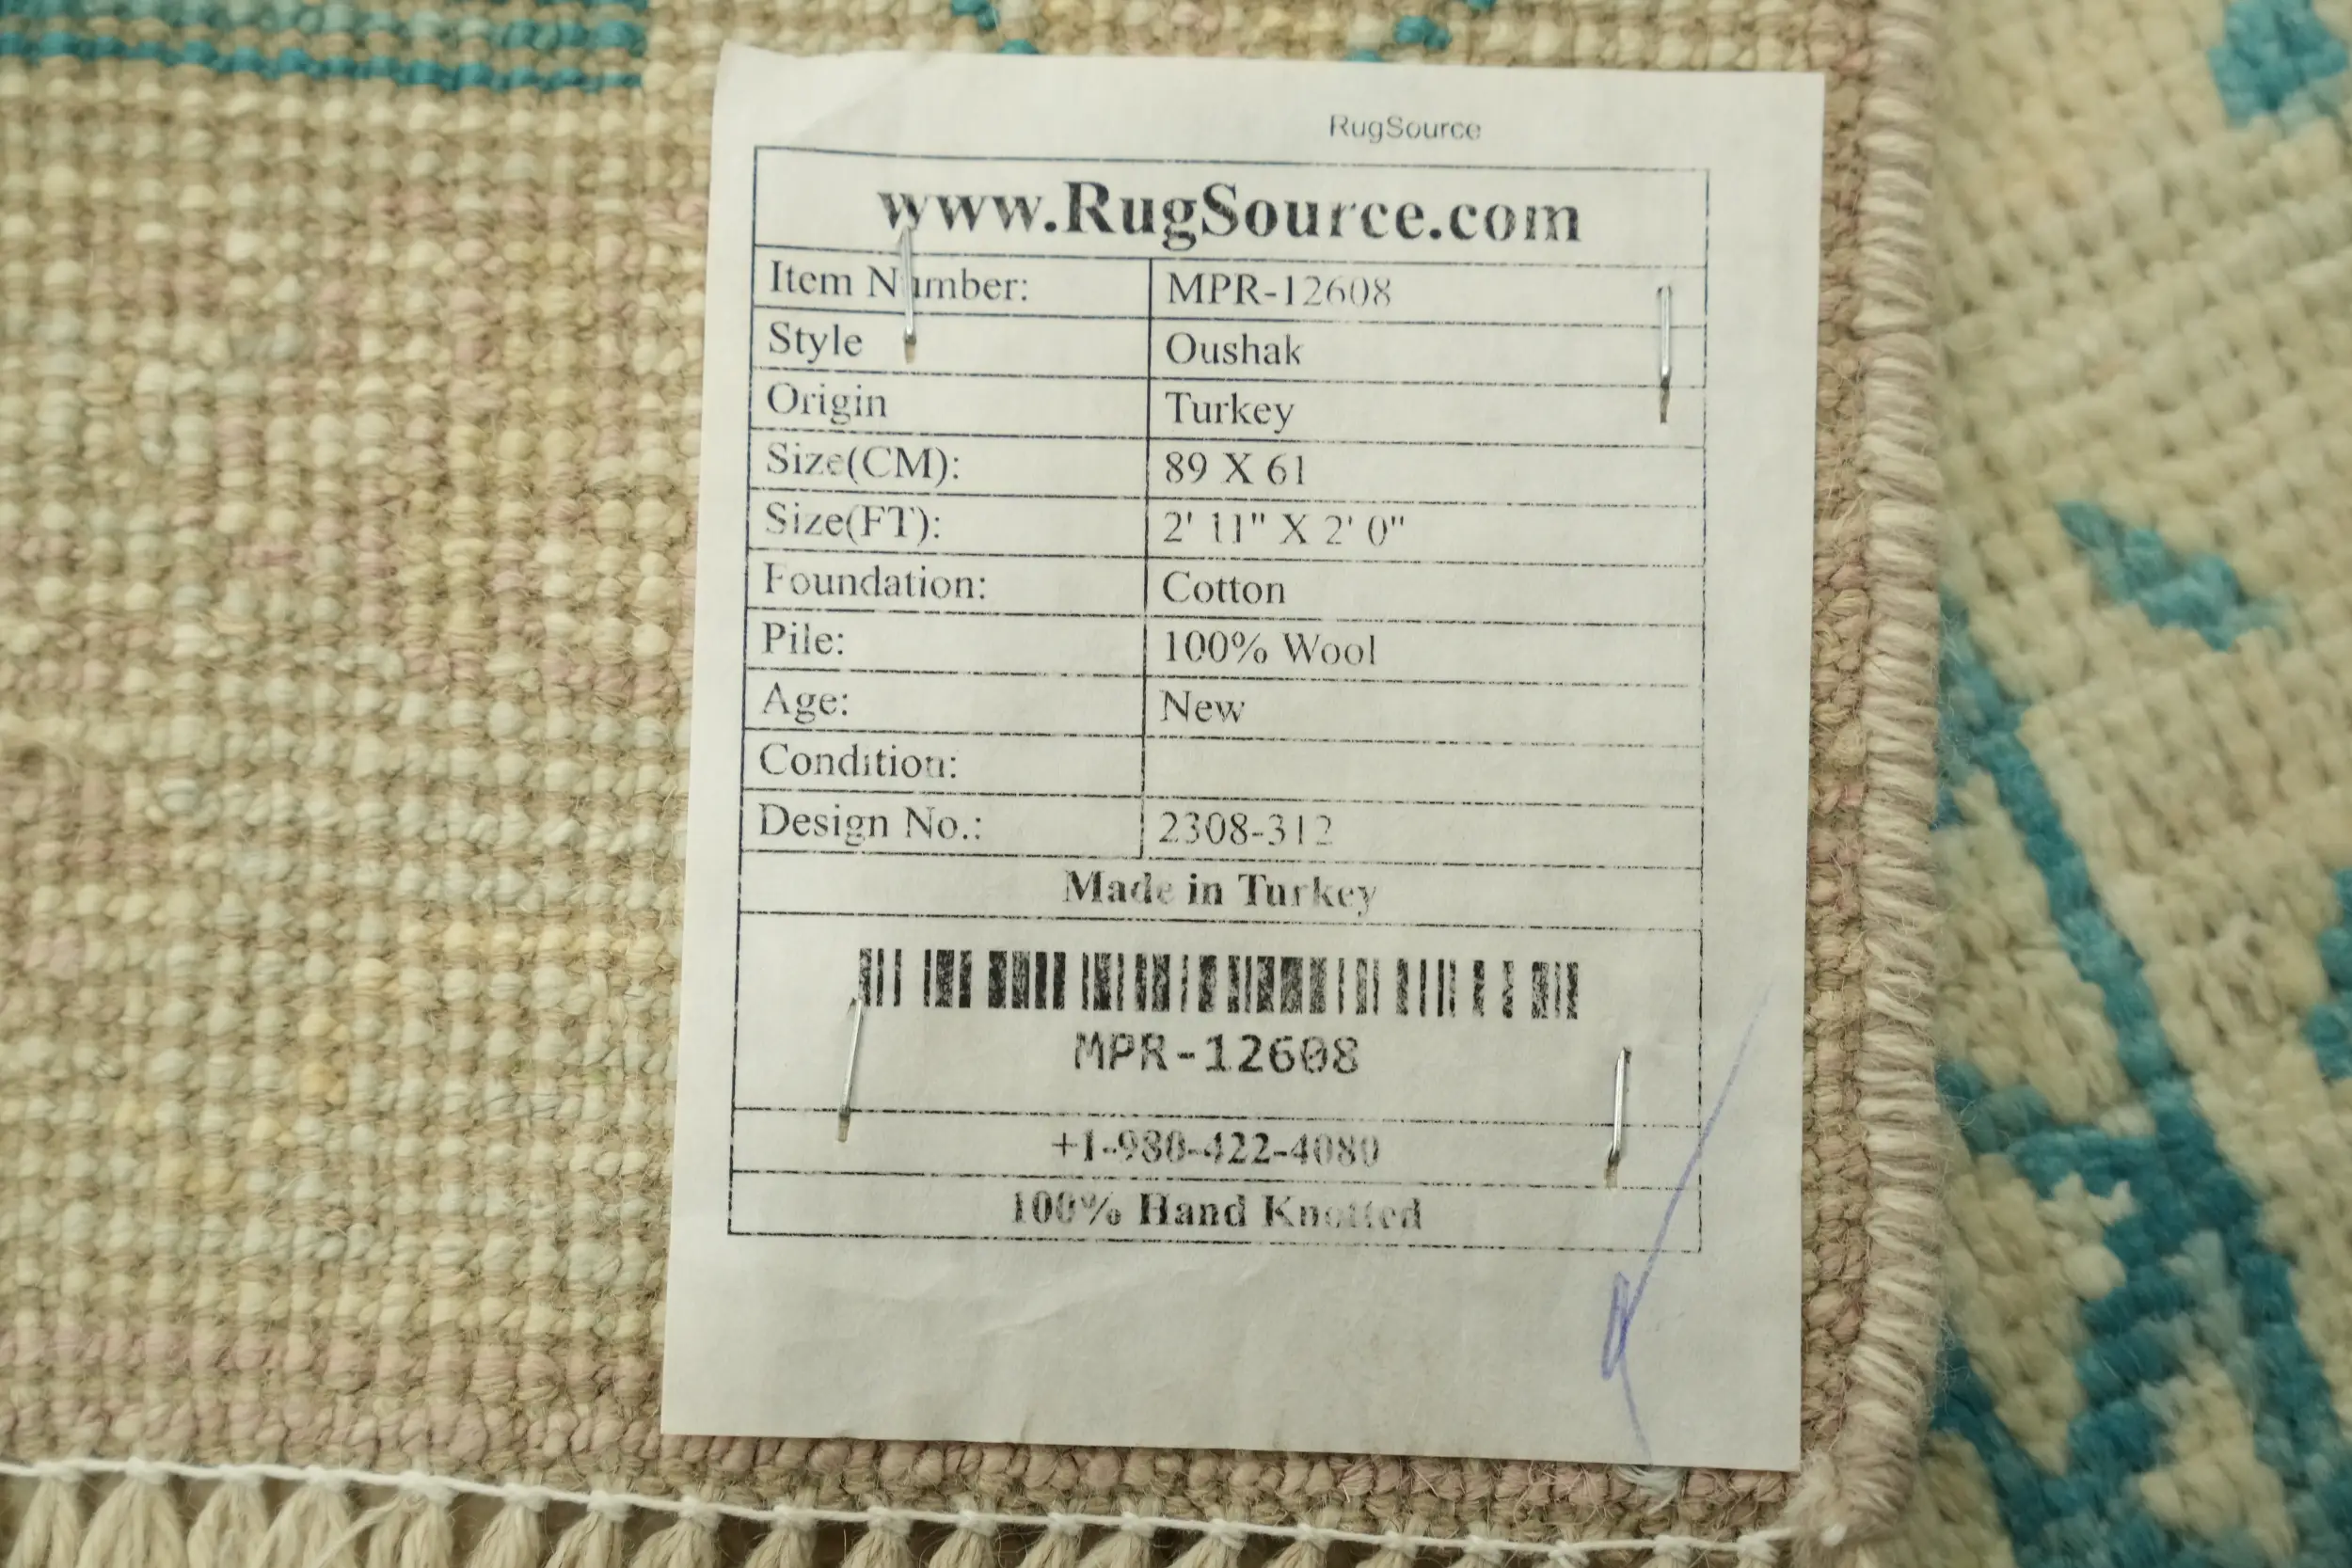 RugSource
www.RugSource.com
Item Number: MPR-12608
Style Oushak
Origin Turkey
Size(CM): 89 X 61
Size(FT): 2' 11" X 2' 0"
Foundation: Cotton
Pile: 100% Wool
Age: New
Condition:
Design No.: 2308-312
Made in Turkey
MPR-12608
+1-980-422-4080
100% Hand Knotted